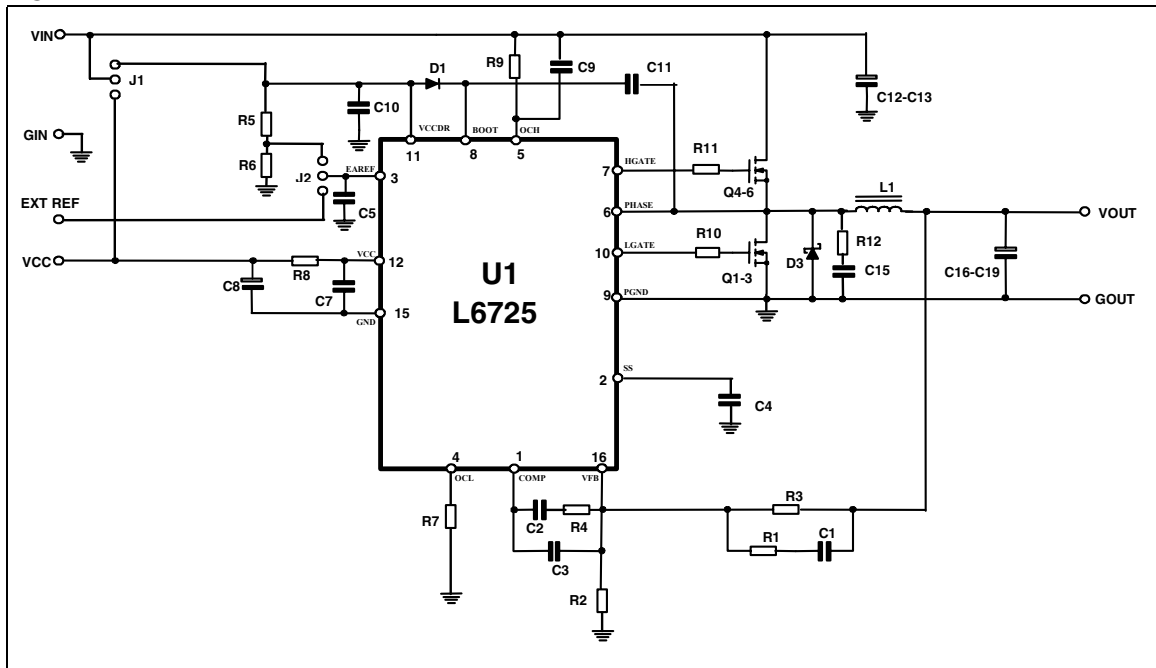 VIN
J1
R9
C9
D1
C11
C10
C12-C13
R5
GIN
R6
VCCDR
BOOT
OCH
11
8
5
J2
EAREF
3
HGATE
7
R11
Q4-6
EXT REF
C5
PHASE
6
L1
VOUT
R12
LGATE
10
R10
D3
C15
C16-C19
VCC
VCC
12
R8
C8
C7
15
GND
U1
L6725
Q1-3
PGND
9
GOUT
SS
2
C4
4
1
16
OCL
COMP
VFB
R7
C2
R4
R3
R1
C1
C3
R2